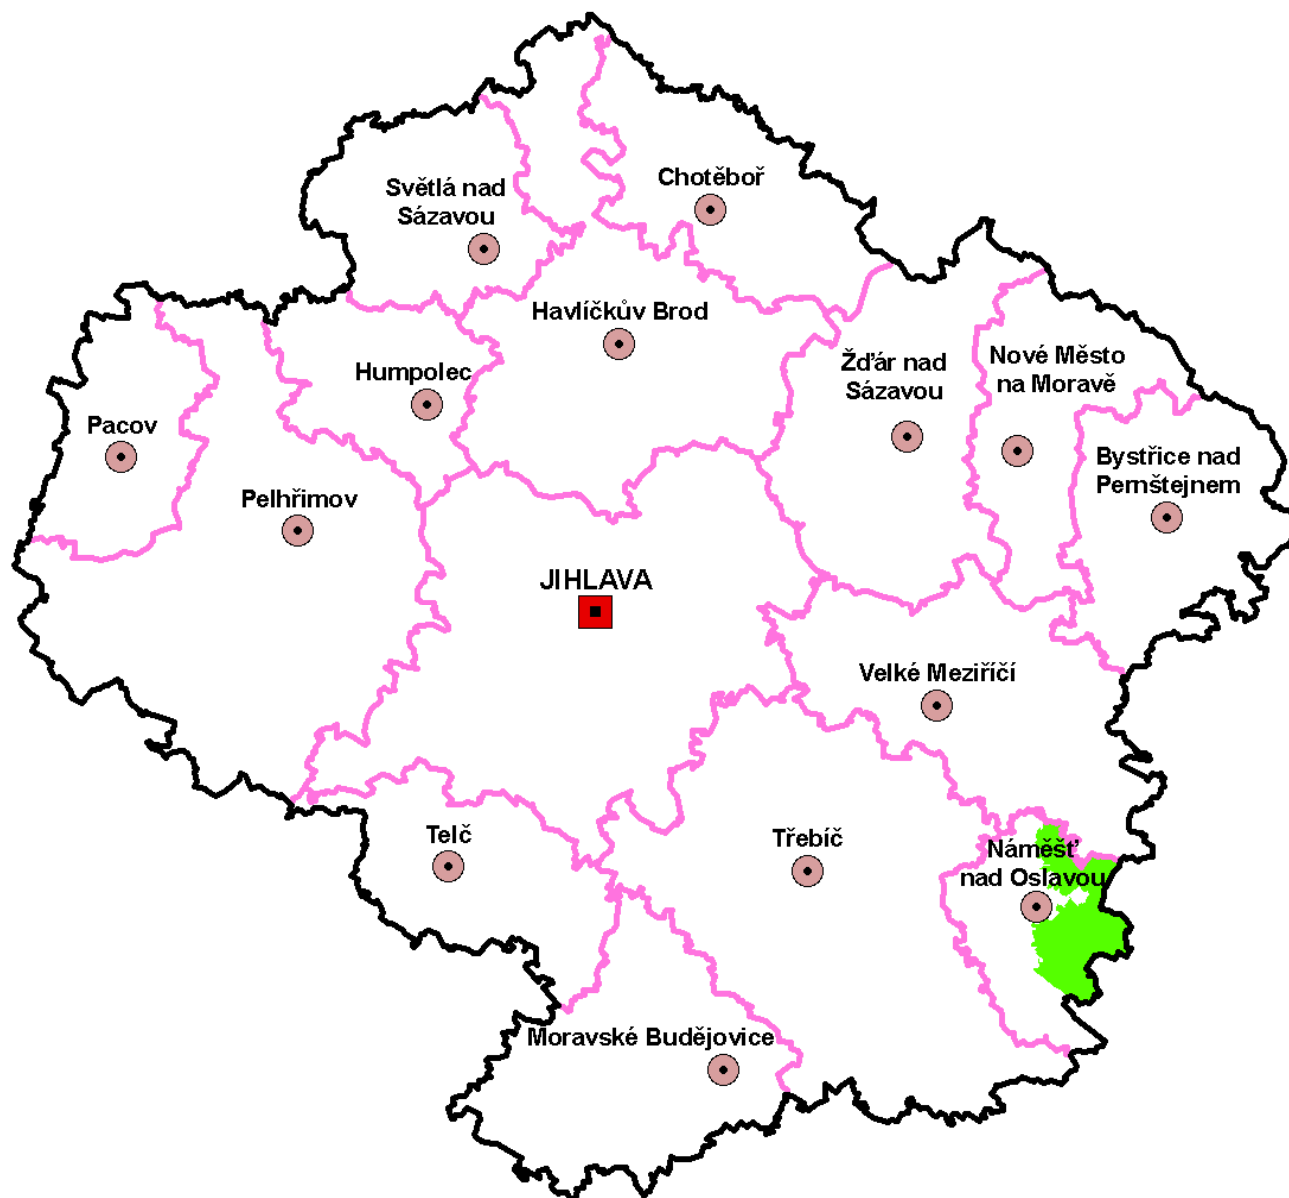 Chotěboř
Světlá nad
Sázavou
Havlíčkův Brod
Žďár nad
Sázavou
Nové Město
na Moravě
Humpolec
Pacov
Bystřice nad
Pernštejnem
Pelhřimov
JIHLAVA
Velké Meziříčí
Telč
Třebíč
Náměšť
nad Oslavou
Moravské Budějovice